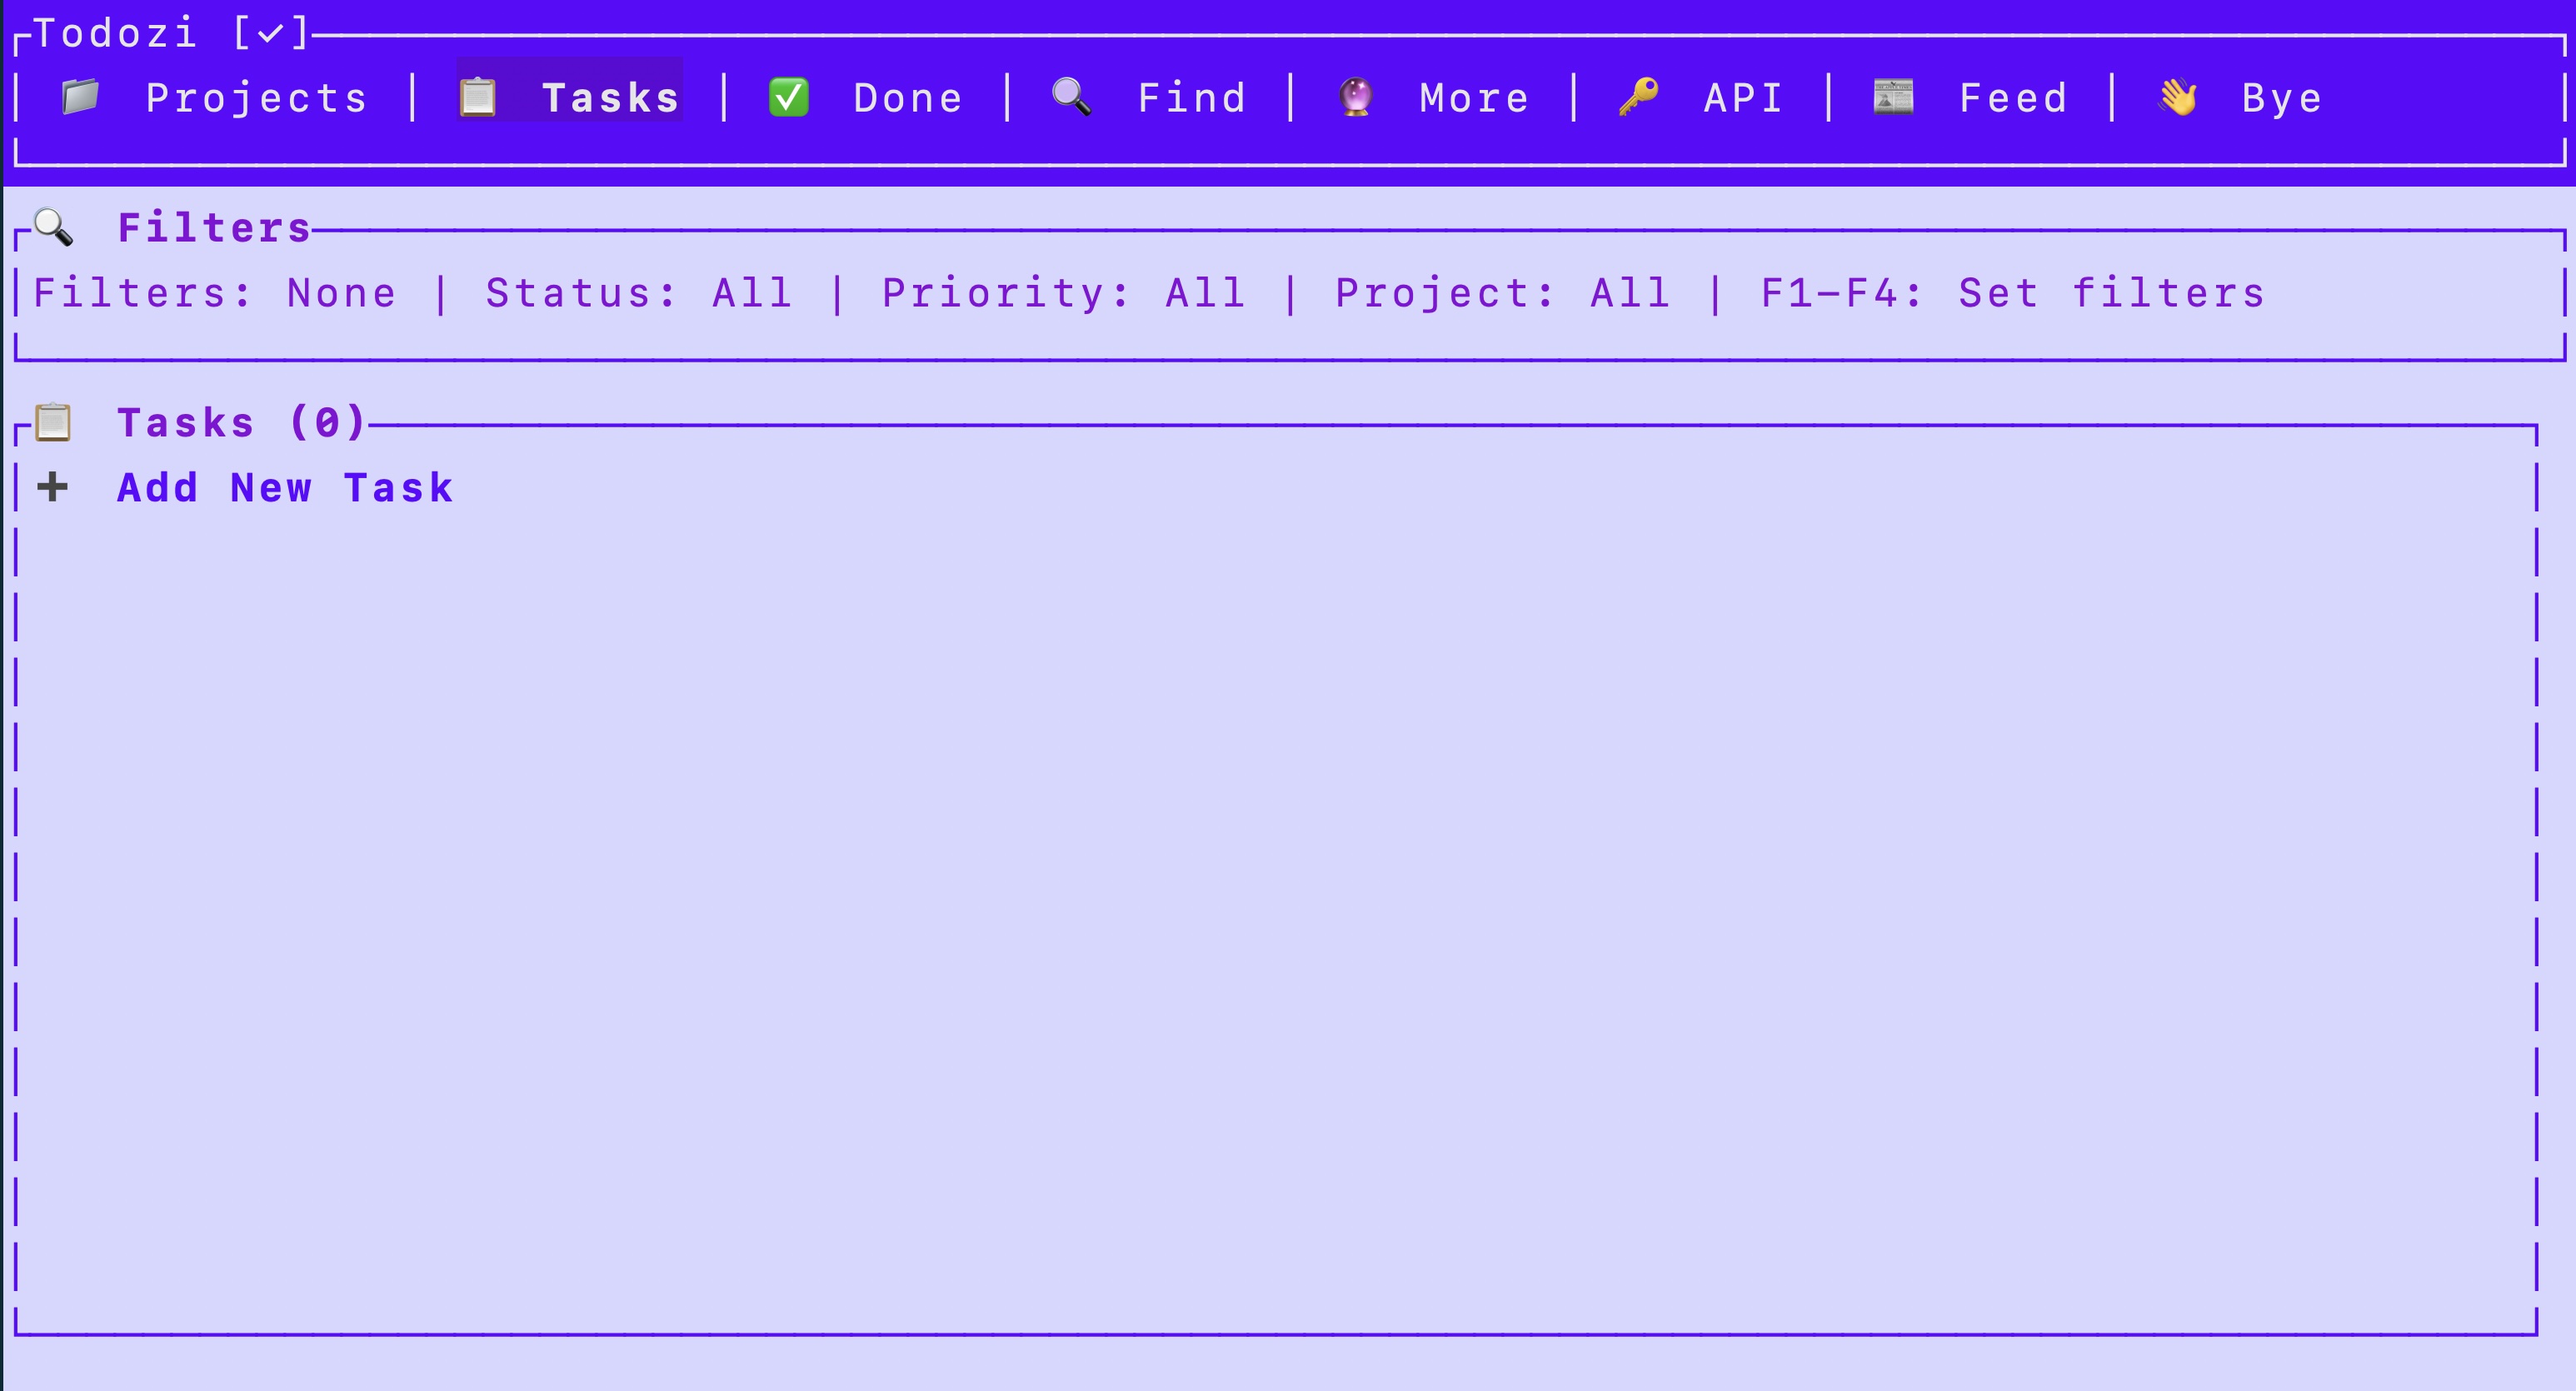 Todozi [✓]
📁 Projects | 📋 Tasks | ✅ Done | 🔍 Find | 🔮 More | 🔑 API | 📰 Feed | 👋 Bye
🔍 Filters
Filters: None | Status: All | Priority: All | Project: All | F1–F4: Set filters
📋 Tasks (0)
➕ Add New Task